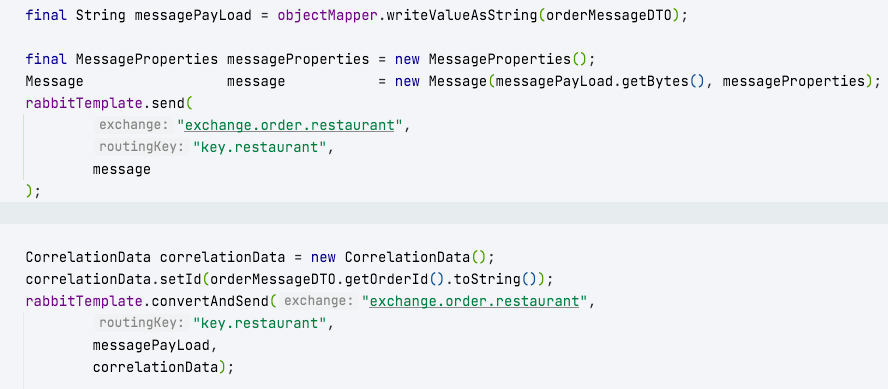 final String messagePayLoad = objectMapper.writeValueAsString(orderMessageDTO);
final MessageProperties messageProperties = new MessageProperties();
Message message = new Message(messagePayLoad.getBytes(), messageProperties);
rabbitTemplate.send(
exchange: "exchange.order.restaurant",
routingKey: "key.restaurant",
message
);
CorrelationData correlationData = new CorrelationData();
correlationData.setId(orderMessageDTO.getOrderId().toString());
rabbitTemplate.convertAndSend( exchange: "exchange.order.restaurant",
routingKey: "key.restaurant",
messagePayLoad,
correlationData);